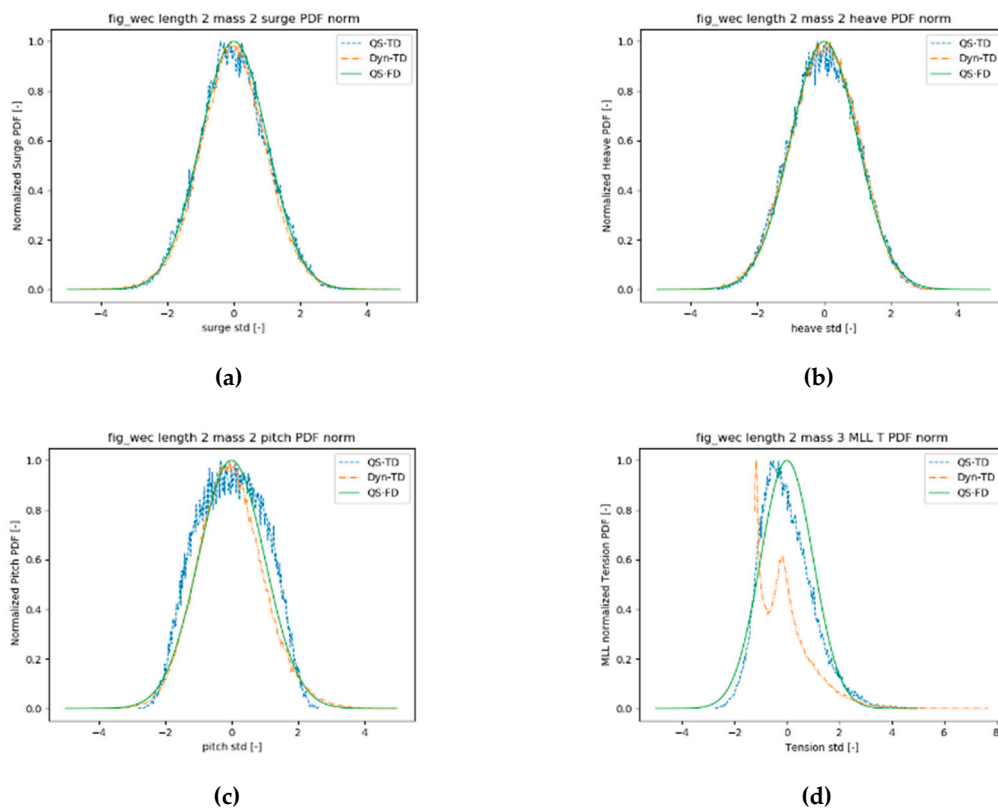 fig_wec length 2 mass 2 surge PDF norm
1.0
0.8
0.6
0.4
0.2
0.0
Normalized Surge PDF [-]
QS-TD
Dyn-TD
QS-FD
−4 −2 0 2 4
surge std [-]
(a)
fig_wec length 2 mass 2 heave PDF norm
1.0
0.8
0.6
0.4
0.2
0.0
Normalized Heave PDF [-]
QS-TD
Dyn-TD
QS-FD
−4 −2 0 2 4
heave std [-]
(b)
fig_wec length 2 mass 2 pitch PDF norm
1.0
0.8
0.6
0.4
0.2
0.0
Normalized Pitch PDF [-]
QS-TD
Dyn-TD
QS-FD
−4 −2 0 2 4
pitch std [-]
(c)
fig_wec length 2 mass 3 MLL T PDF norm
1.0
0.8
0.6
0.4
0.2
0.0
MLL normalized Tension PDF [-]
QS-TD
Dyn-TD
QS-FD
−4 −2 0 2 4 6 8
Tension std [-]
(d)